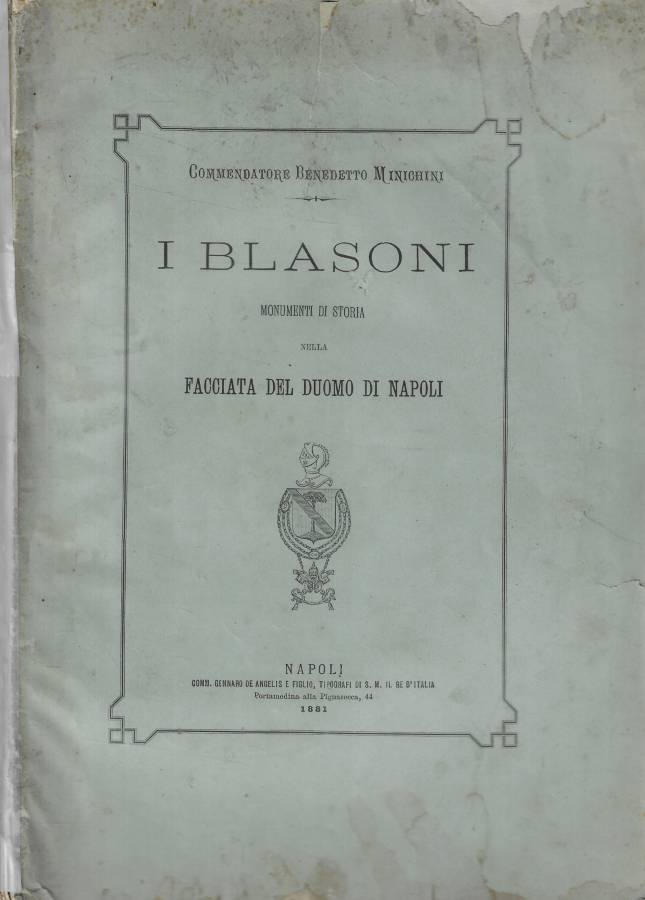 COMMENDATORE BENEDETTO MINICHINI
I BLASONI
MONUMENTI DI STORIA
NELLA
FACCIATA DEL DUOMO DI NAPOLI
NAPOLI
COMM. GENNARO DE ANGELIS E FIGLIO, TIPOGRAFI DI S. M. IL RE D'ITALIA
Portamedina alla Pignasecca, 44
1881